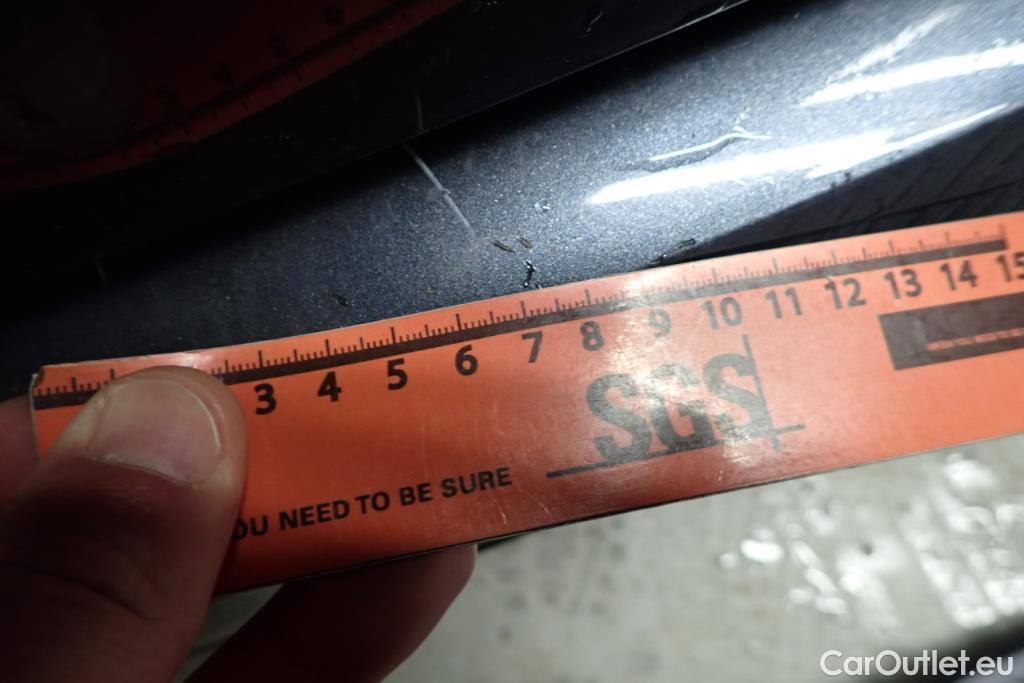 3 4 5 6 7 8 9 10 11 12 13 14 15
SGS
OU NEED TO BE SURE
CarOutlet.eu